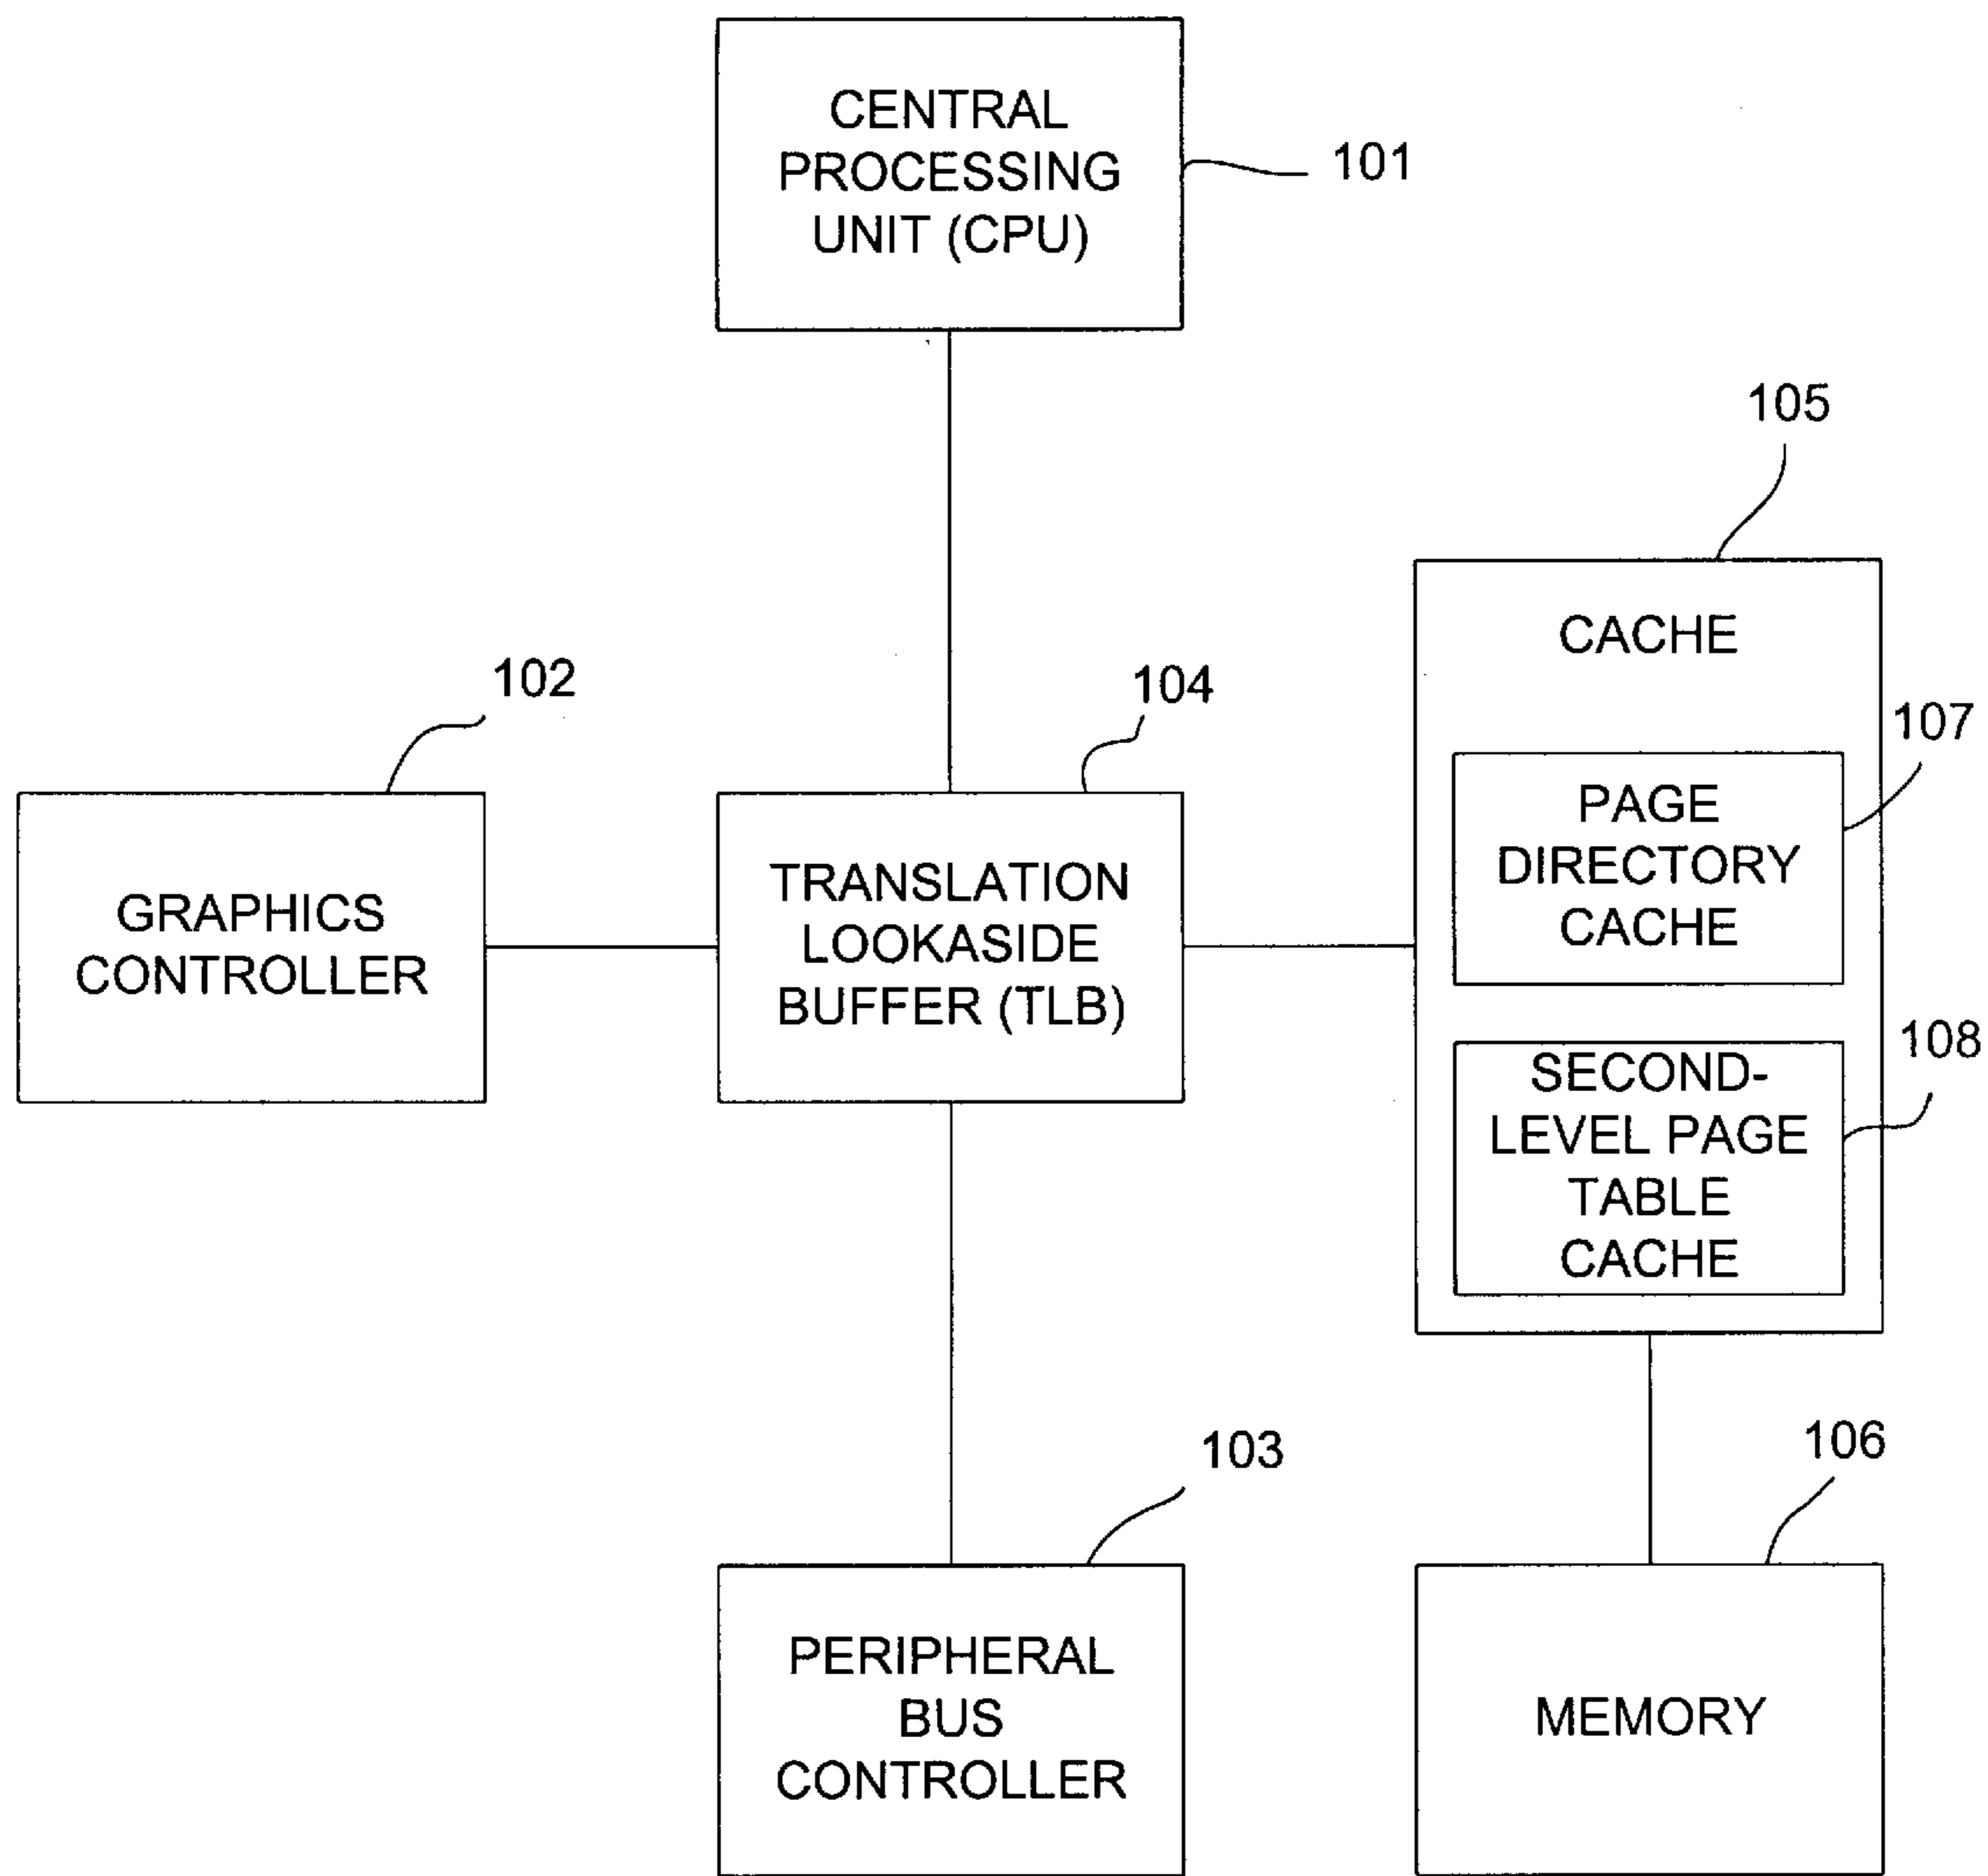 CENTRAL
PROCESSING
UNIT (CPU)
101
105
CACHE
102
104
107
PAGE
DIRECTORY
CACHE
GRAPHICS
CONTROLLER
TRANSLATION
LOOKASIDE
BUFFER (TLB)
108
SECOND-
LEVEL PAGE
TABLE
CACHE
103
106
PERIPHERAL
BUS
CONTROLLER
MEMORY